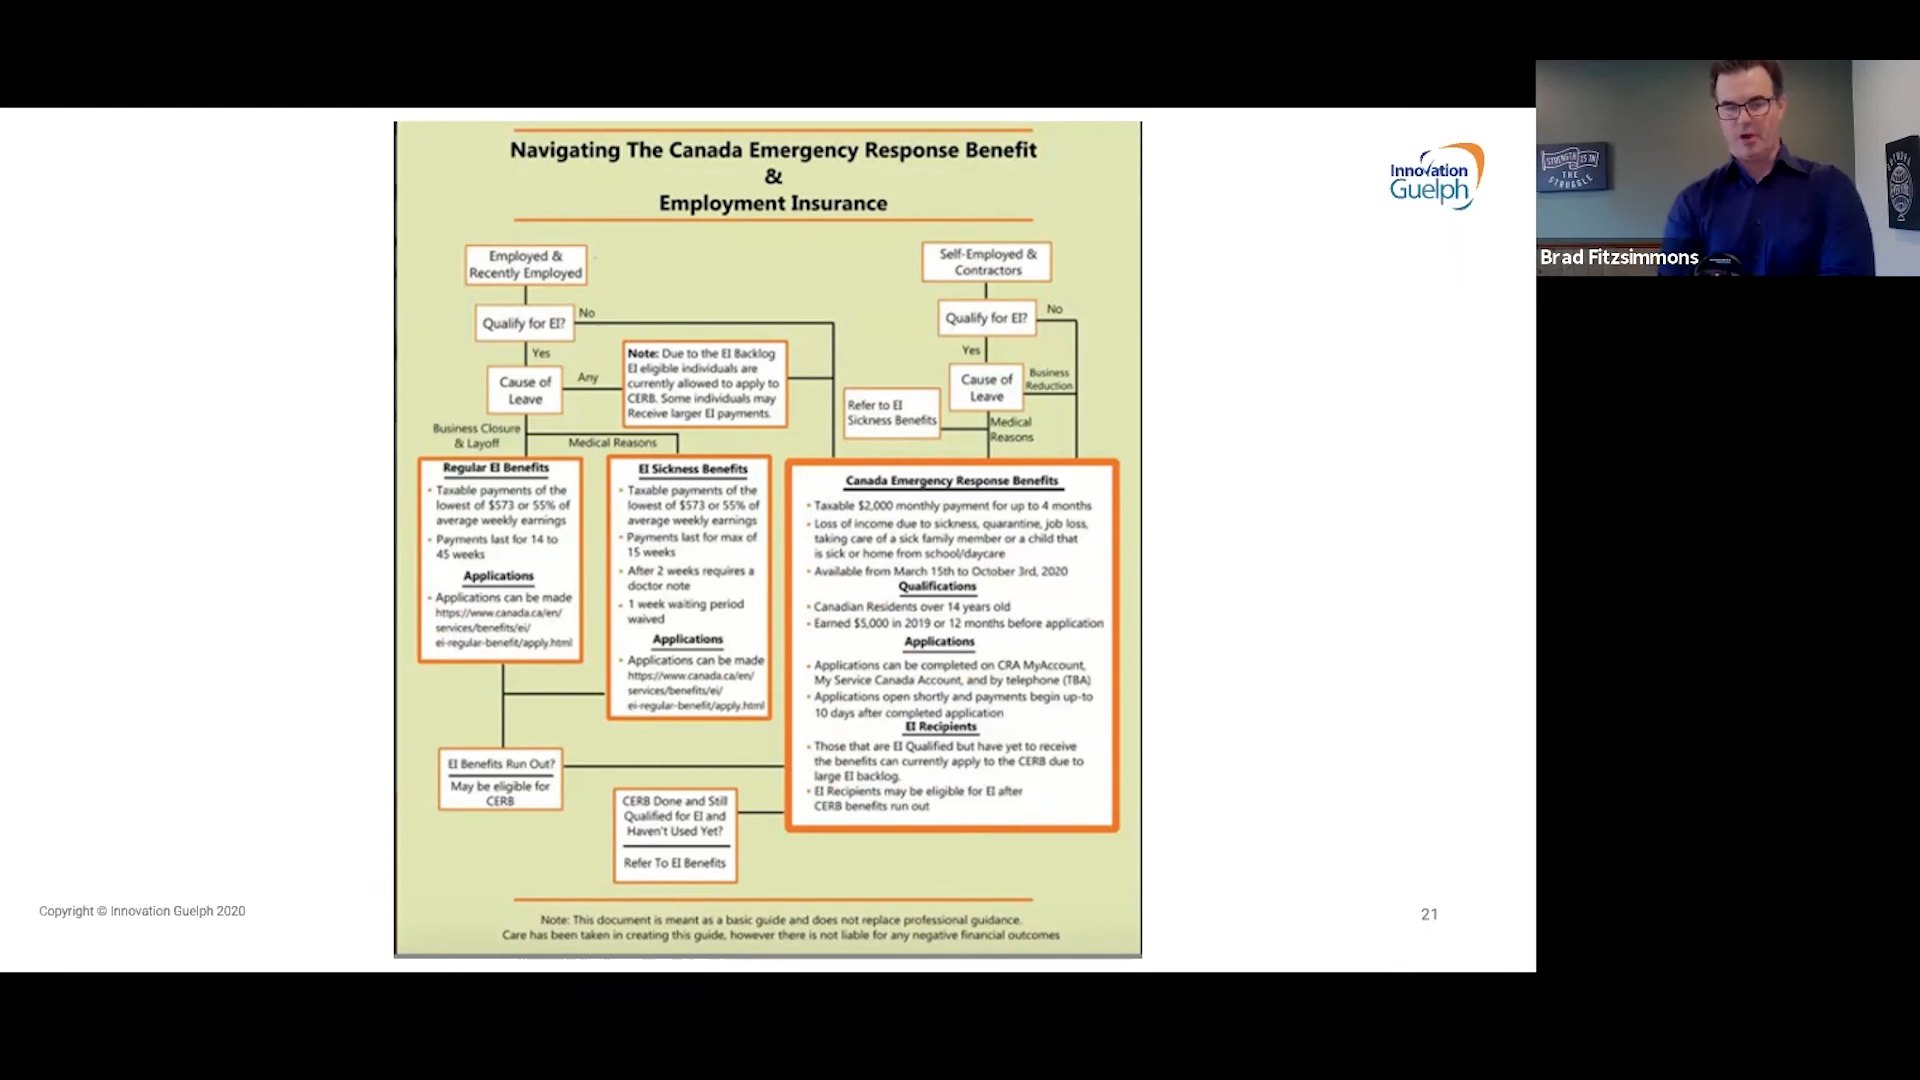 Navigating The Canada Emergency Response Benefit
&
Employment Insurance
Innovation
Guelph
STRENGTH IS IN
THE
STRUGGLE
Brad Fitzsimmons
Employed &
Recently Employed
Qualify for EI?
No
Yes
Cause of
Leave
Any
Note: Due to the EI Backlog
EI eligible individuals are
currently allowed to apply to
CERB. Some individuals may
Receive larger EI payments.
Business Closure
& Layoff
Medical Reasons
Self-Employed &
Contractors
Qualify for EI?
No
Yes
Cause of
Leave
Business
Reduction
Refer to EI
Sickness Benefits
Medical
Reasons
Regular EI Benefits
• Taxable payments of the
lowest of $573 or 55% of
average weekly earnings
• Payments last for 14 to
45 weeks
Applications
• Applications can be made
https://www.canada.ca/en/
services/benefits/ei/
ei-regular-benefit/apply.html
EI Sickness Benefits
• Taxable payments of the
lowest of $573 or 55% of
average weekly earnings
• Payments last for max of
15 weeks
• After 2 weeks requires a
doctor note
• 1 week waiting period
waived
Applications
• Applications can be made
https://www.canada.ca/en/
services/benefits/ei/
ei-regular-benefit/apply.html
Canada Emergency Response Benefits
• Taxable $2,000 monthly payment for up to 4 months
• Loss of income due to sickness, quarantine, job loss,
taking care of a sick family member or a child that
is sick or home from school/daycare
• Available from March 15th to October 3rd, 2020
Qualifications
• Canadian Residents over 14 years old
• Earned $5,000 in 2019 or 12 months before application
Applications
• Applications can be completed on CRA MyAccount,
My Service Canada Account, and by telephone (TBA)
• Applications open shortly and payments begin up-to
10 days after completed application
EI Recipients
• Those that are EI Qualified but have yet to receive
the benefits can currently apply to the CERB due to
large EI backlog.
• EI Recipients may be eligible for EI after
CERB benefits run out
EI Benefits Run Out?
May be eligible for
CERB
CERB Done and Still
Qualified for EI and
Haven't Used Yet?
Refer To EI Benefits
Note: This document is meant as a basic guide and does not replace professional guidance.
Care has been taken in creating this guide, however there is not liable for any negative financial outcomes
Copyright © Innovation Guelph 2020
21